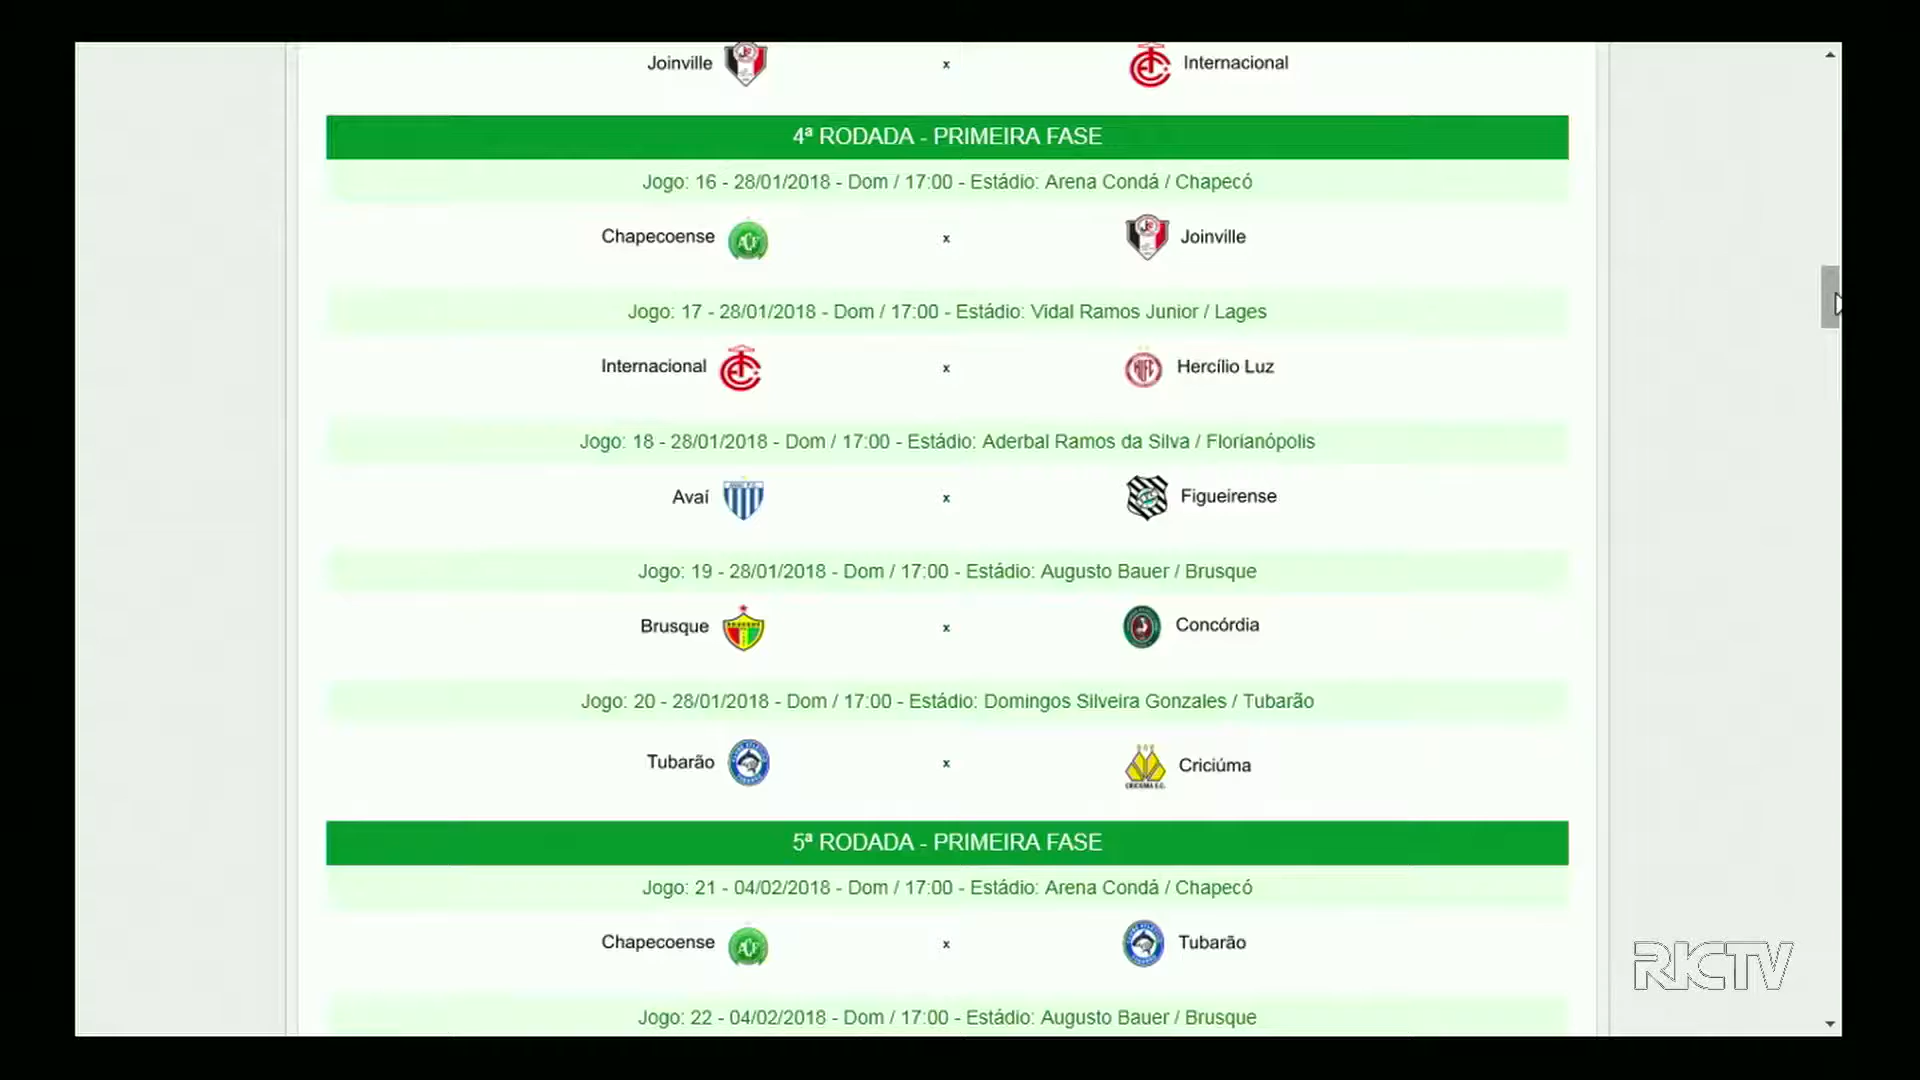 Joinville x Internacional
4ª RODADA - PRIMEIRA FASE
Jogo: 16 - 28/01/2018 - Dom / 17:00 - Estádio: Arena Condá / Chapecó
Chapecoense x Joinville
Jogo: 17 - 28/01/2018 - Dom / 17:00 - Estádio: Vidal Ramos Junior / Lages
Internacional x Hercílio Luz
Jogo: 18 - 28/01/2018 - Dom / 17:00 - Estádio: Aderbal Ramos da Silva / Florianópolis
Avaí x Figueirense
Jogo: 19 - 28/01/2018 - Dom / 17:00 - Estádio: Augusto Bauer / Brusque
Brusque x Concórdia
Jogo: 20 - 28/01/2018 - Dom / 17:00 - Estádio: Domingos Silveira Gonzales / Tubarão
Tubarão x Criciúma
5ª RODADA - PRIMEIRA FASE
Jogo: 21 - 04/02/2018 - Dom / 17:00 - Estádio: Arena Condá / Chapecó
Chapecoense x Tubarão
RICTV
Jogo: 22 - 04/02/2018 - Dom / 17:00 - Estádio: Augusto Bauer / Brusque